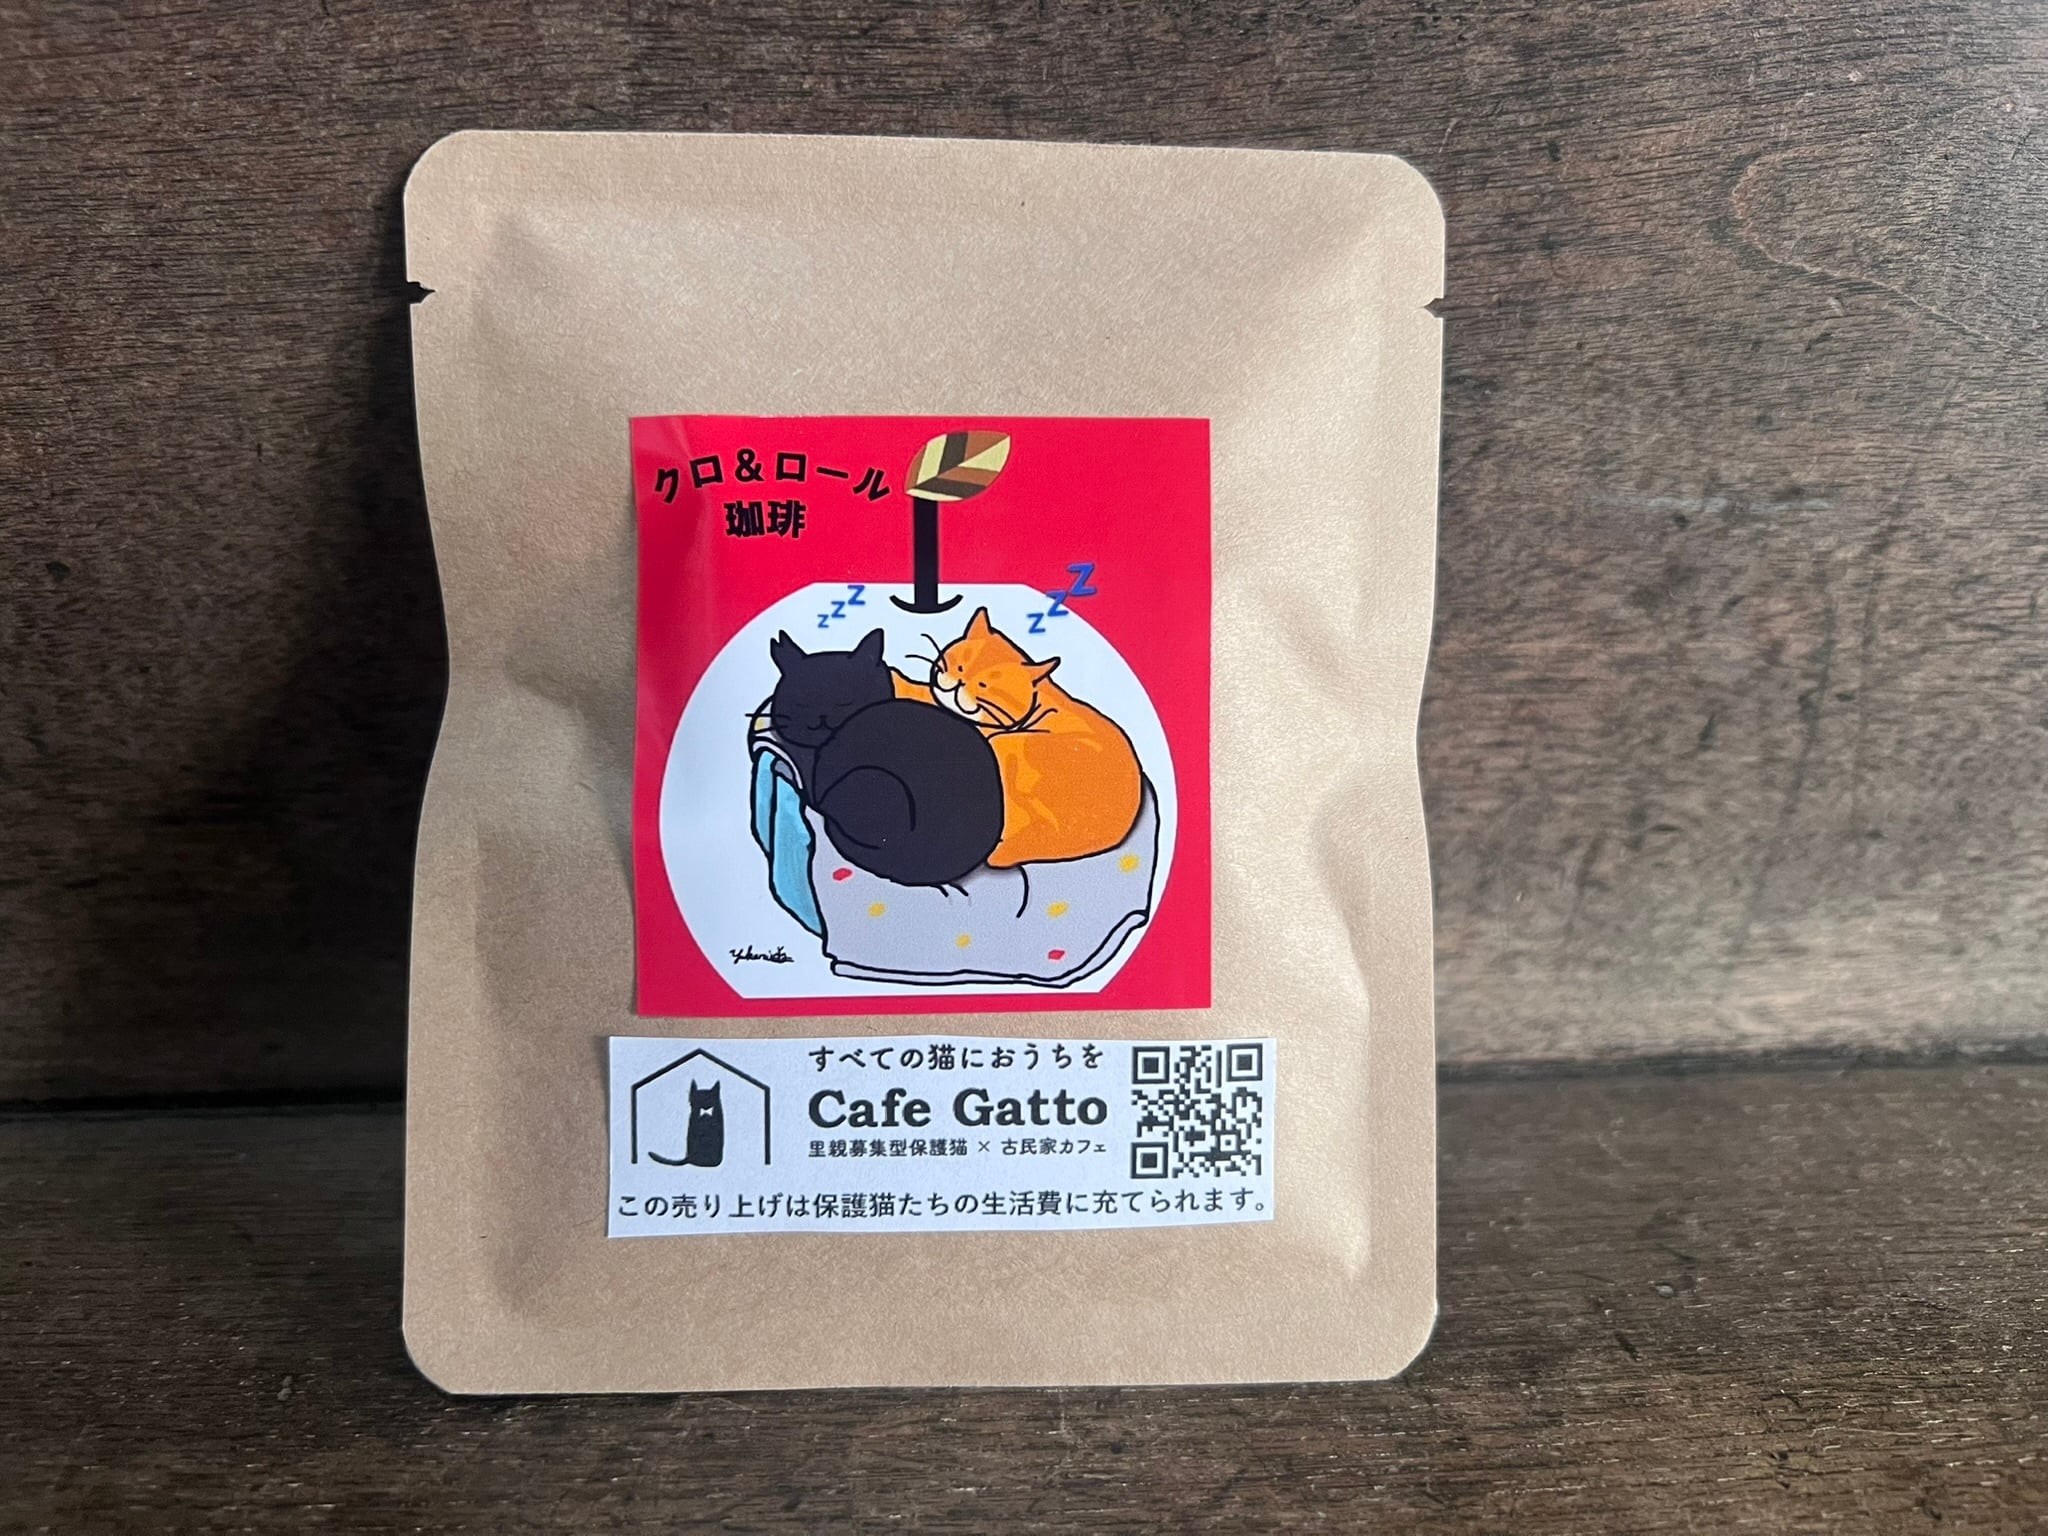 クロ＆ロール
珈琲
zzZ
zzZ
すべての猫におうちを
Cafe Gatto
里親募集型保護猫 × 古民家カフェ
この売り上げは保護猫たちの生活費に充てられます。